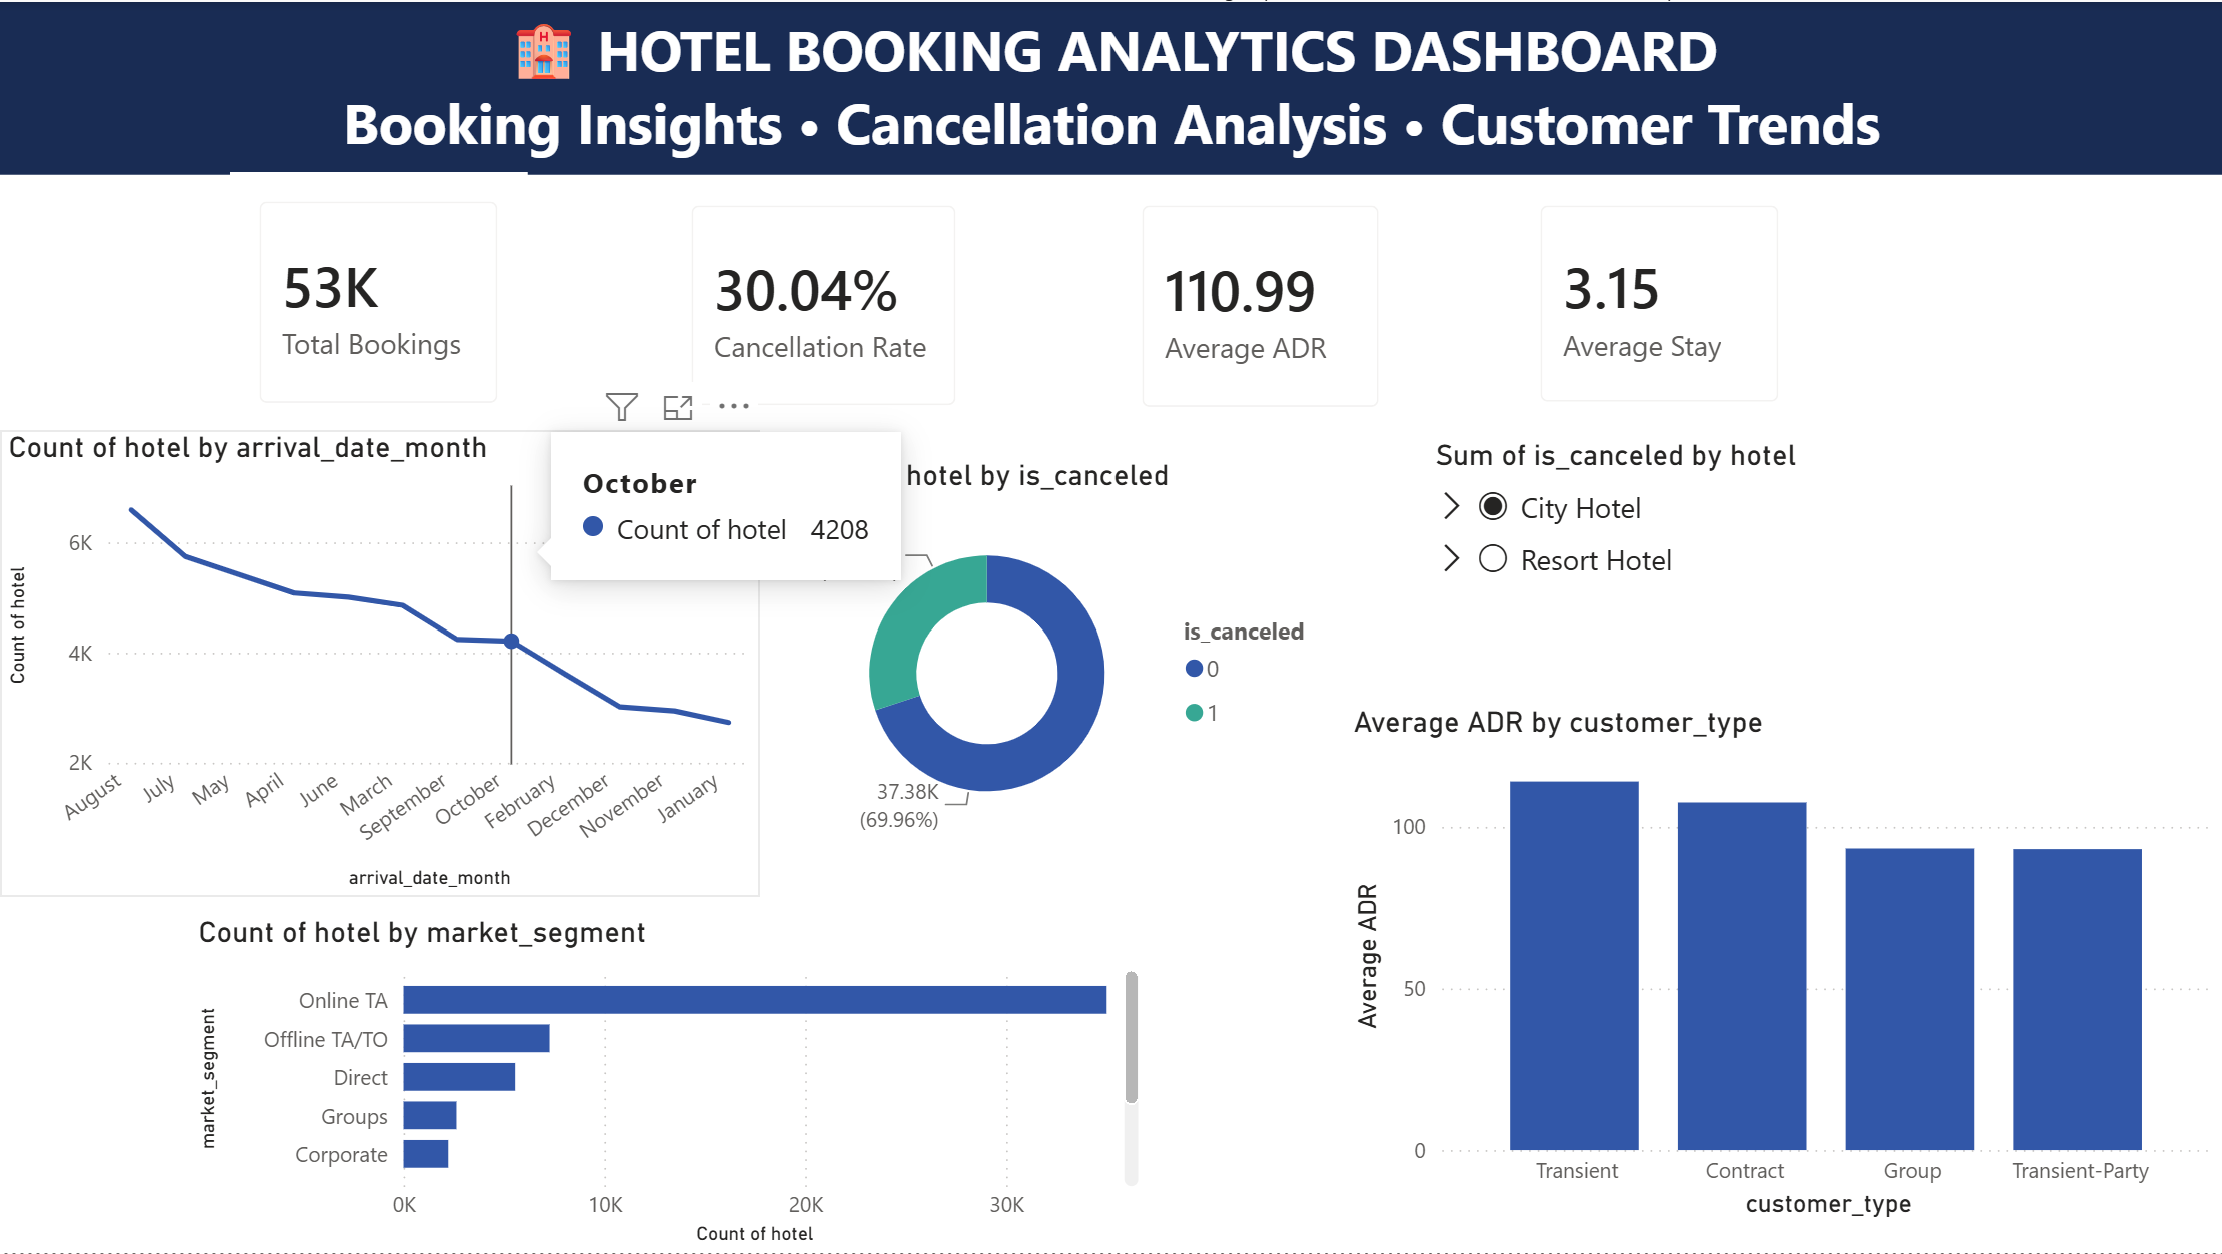 HOTEL BOOKING ANALYTICS DASHBOARD
Booking Insights • Cancellation Analysis • Customer Trends
53K
Total Bookings
30.04%
Cancellation Rate
110.99
Average ADR
3.15
Average Stay
Count of hotel by arrival_date_month
Count of hotel
6K
4K
2K
August
July
May
April
June
March
September
October
February
December
November
January
arrival_date_month
October
Count of hotel 4208
hotel by is_canceled
37.38K
(69.96%)
is_canceled
0
1
Sum of is_canceled by hotel
City Hotel
Resort Hotel
Average ADR by customer_type
Average ADR
100
50
0
Transient
Contract
Group
Transient-Party
customer_type
Count of hotel by market_segment
market_segment
Online TA
Offline TA/TO
Direct
Groups
Corporate
0K
10K
20K
30K
Count of hotel